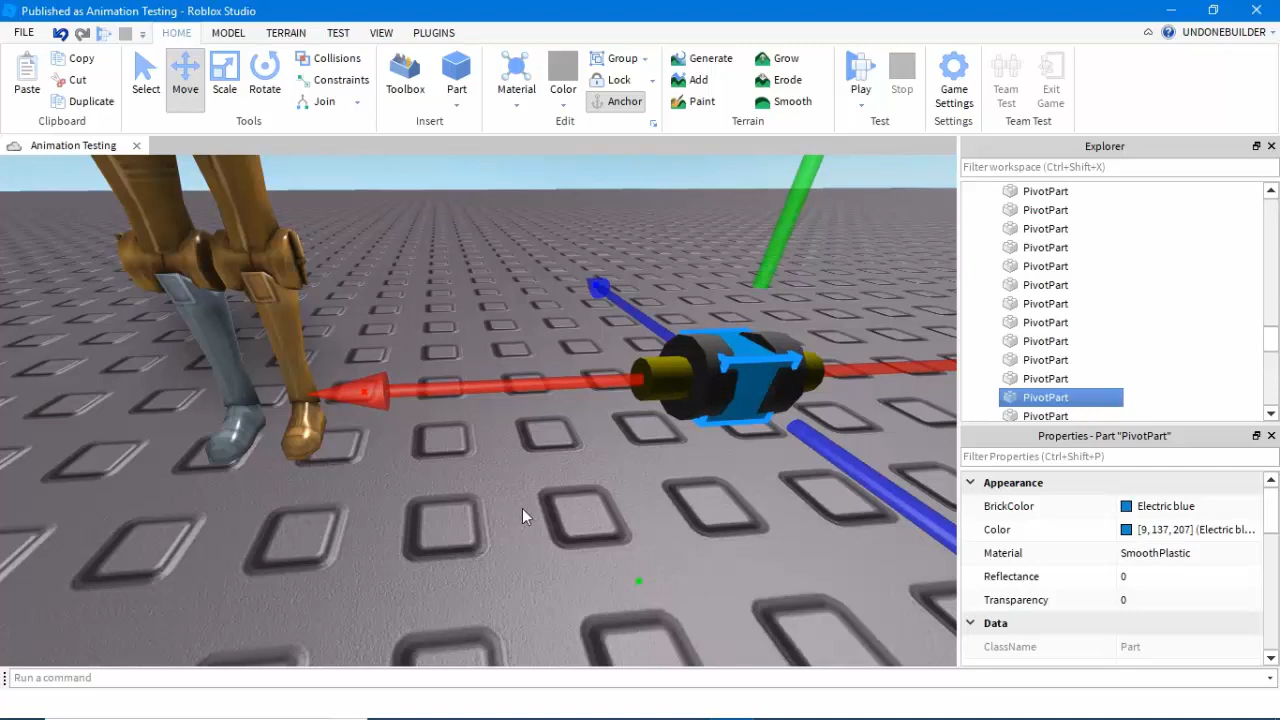 Published as Animation Testing - Roblox Studio
FILE HOME MODEL TERRAIN TEST VIEW PLUGINS UNDONEBUILDER
Paste Copy Cut Duplicate Select Move Scale Rotate Collisions Constraints Join Toolbox Part Material Color Group Lock Anchor Generate Add Paint Grow Erode Smooth Play Stop Game Settings Team Test Exit Game
Clipboard Tools Insert Edit Terrain Test Settings Team Test
Animation Testing
Explorer
Filter workspace (Ctrl+Shift+X)
PivotPart
PivotPart
PivotPart
PivotPart
PivotPart
PivotPart
PivotPart
PivotPart
PivotPart
PivotPart
PivotPart
PivotPart
PivotPart
Properties - Part "PivotPart"
Filter Properties (Ctrl+Shift+P)
Appearance
BrickColor Electric blue
Color [9, 137, 207] (Electric bl...
Material SmoothPlastic
Reflectance 0
Transparency 0
Data
ClassName Part
Run a command